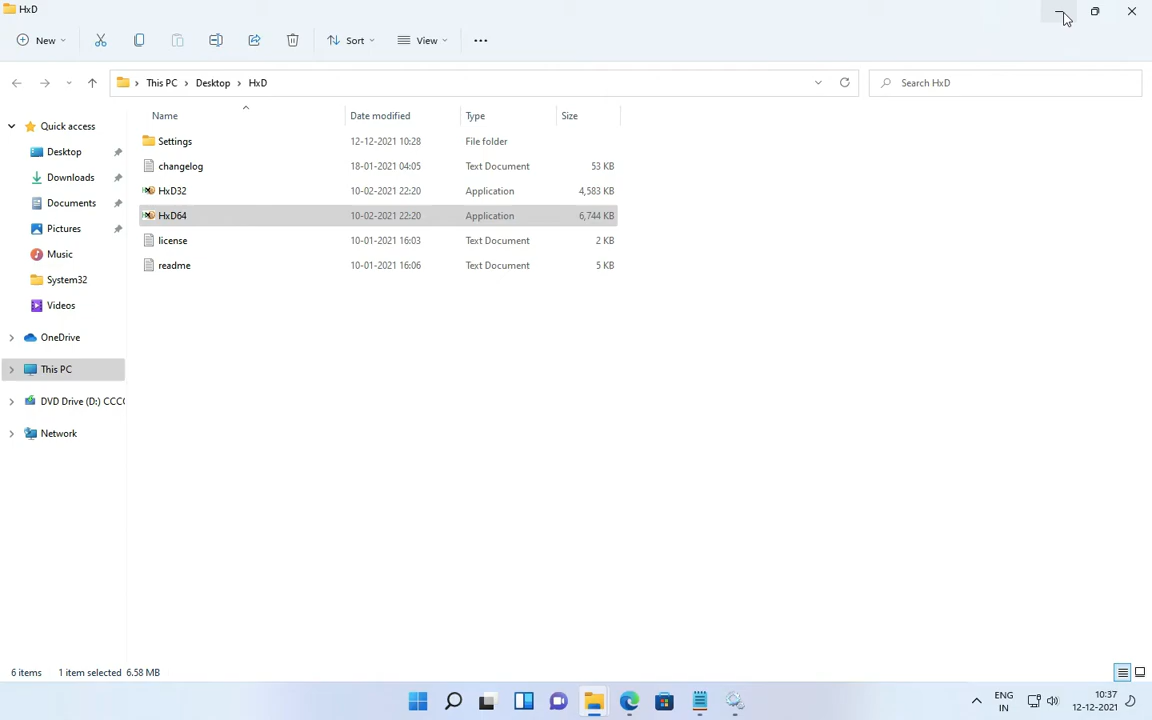 HxD
New
Sort
View
This PC
Desktop
HxD
Search HxD
Name
Date modified
Type
Size
Quick access
Desktop
Downloads
Documents
Pictures
Music
System32
Videos
OneDrive
This PC
DVD Drive (D:) CCC
Network
Settings 12-12-2021 10:28 File folder
changelog 18-01-2021 04:05 Text Document 53 KB
HxD32 10-02-2021 22:20 Application 4,583 KB
HxD64 10-02-2021 22:20 Application 6,744 KB
license 10-01-2021 16:03 Text Document 2 KB
readme 10-01-2021 16:06 Text Document 5 KB
6 items 1 item selected 6.58 MB
ENG
IN
10:37
12-12-2021